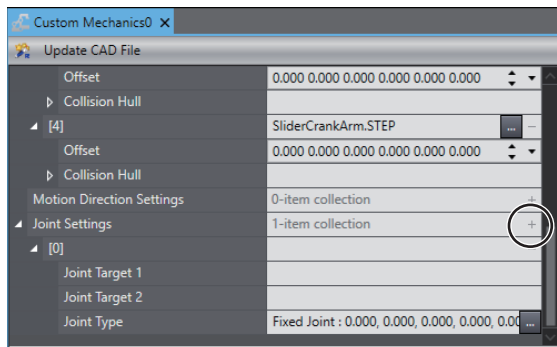 Custom Mechanics0 ×
Update CAD File
Offset 0.000 0.000 0.000 0.000 0.000 0.000
Collision Hull
[4] SliderCrankArm.STEP ... −
Offset 0.000 0.000 0.000 0.000 0.000 0.000
Collision Hull
Motion Direction Settings 0-item collection +
Joint Settings 1-item collection +
[0]
Joint Target 1
Joint Target 2
Joint Type Fixed Joint : 0.000, 0.000, 0.000, 0.000, 0.00 ...